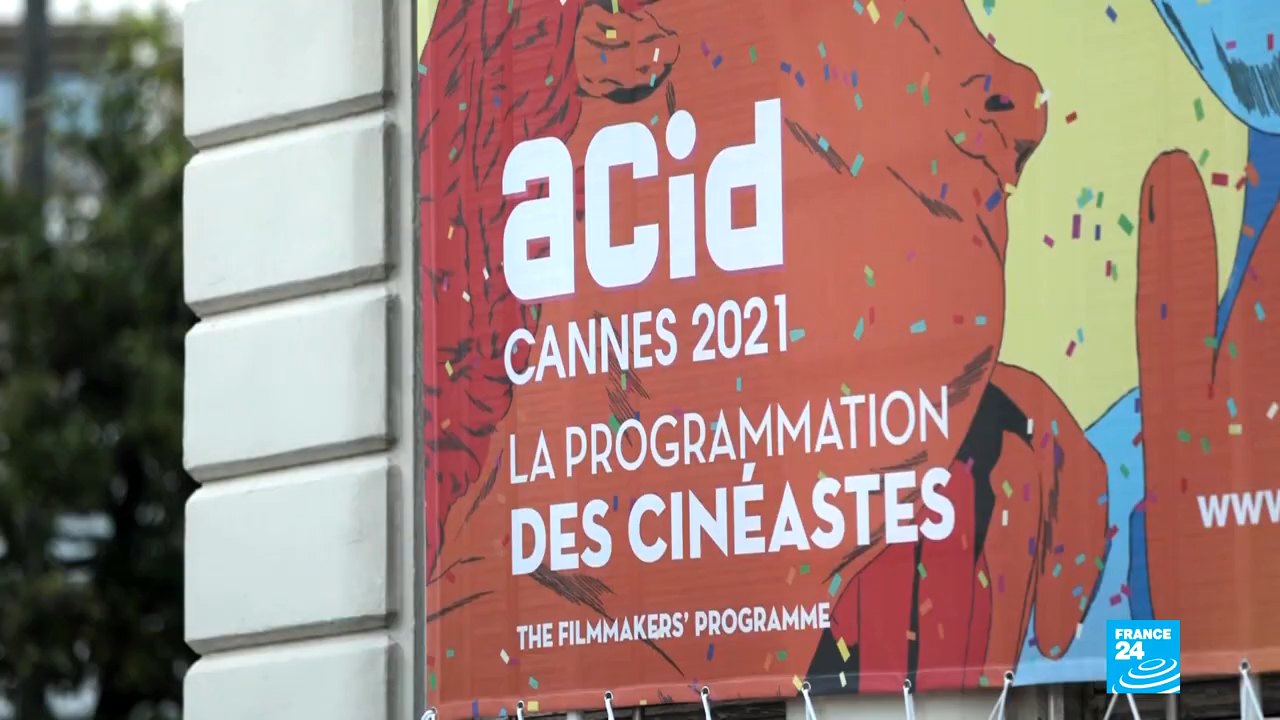 acid
CANNES 2021
LA PROGRAMMATION
DES CINÉASTES
THE FILMMAKERS' PROGRAMME
www
FRANCE
24